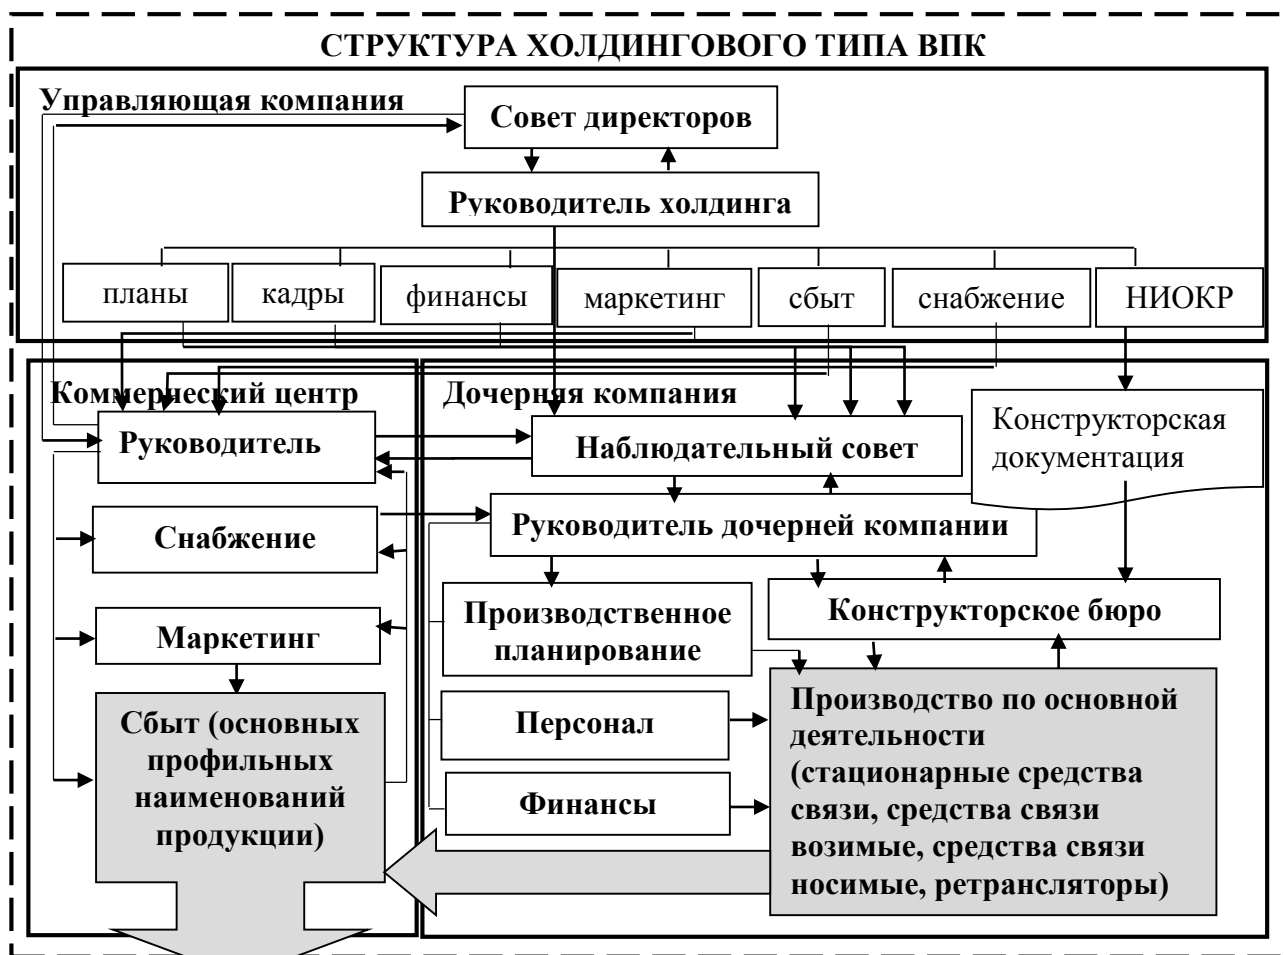 СТРУКТУРА ХОЛДИНГОВОГО ТИПА ВПК
Управляющая компания
Совет директоров
Руководитель холдинга
планы
кадры
финансы
маркетинг
сбыт
снабжение
НИОКР
Коммерческий центр
Руководитель
Снабжение
Маркетинг
Сбыт (основных
профильных
наименований
продукции)
Дочерняя компания
Наблюдательный совет
Руководитель дочерней компании
Конструкторская
документация
Производственное
планирование
Конструкторское бюро
Персонал
Финансы
Производство по основной
деятельности
(стационарные средства
связи, средства связи
возимые, средства связи
носимые, ретрансляторы)